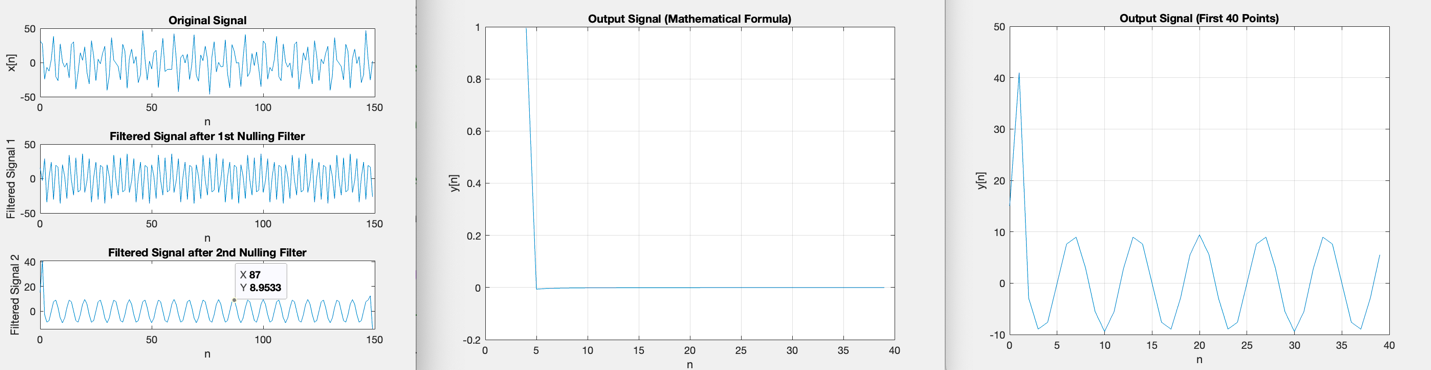 Original Signal
50
0
-50
x[n]
0 50 100 150
n
Filtered Signal after 1st Nulling Filter
50
0
-50
Filtered Signal 1
0 50 100 150
n
Filtered Signal after 2nd Nulling Filter
40
20
0
Filtered Signal 2
X 87
Y 8.9533
0 50 100 150
n
Output Signal (Mathematical Formula)
1
0.8
0.6
0.4
0.2
0
-0.2
y[n]
0 5 10 15 20 25 30 35 40
n
Output Signal (First 40 Points)
50
40
30
20
10
0
-10
y[n]
0 5 10 15 20 25 30 35 40
n